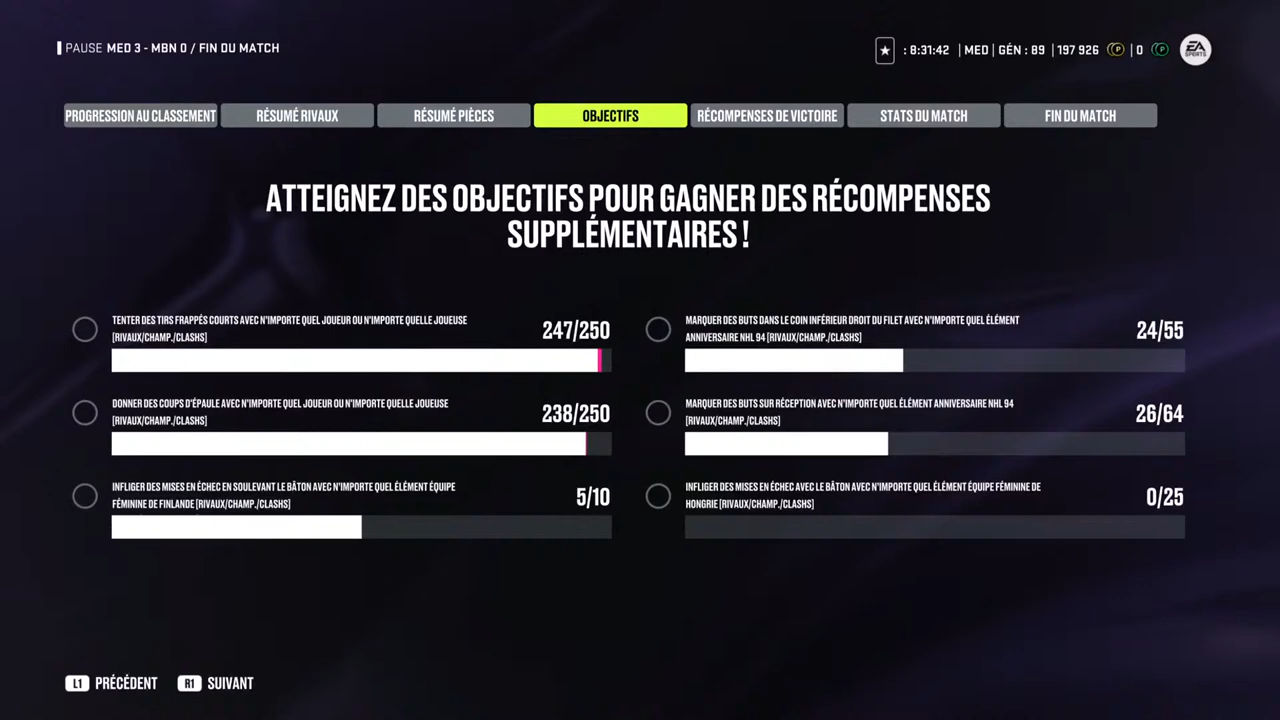 PAUSE MED 3 - MBN 0 / FIN DU MATCH
★ : 8:31:42 | MED | GÉN : 89 | 197 926 P | 0 P EA SPORTS
PROGRESSION AU CLASSEMENT RÉSUMÉ RIVAUX RÉSUMÉ PIÈCES OBJECTIFS RÉCOMPENSES DE VICTOIRE STATS DU MATCH FIN DU MATCH
ATTEIGNEZ DES OBJECTIFS POUR GAGNER DES RÉCOMPENSES
SUPPLÉMENTAIRES !
TENTER DES TIRS FRAPPÉS COURTS AVEC N'IMPORTE QUEL JOUEUR OU N'IMPORTE QUELLE JOUEUSE
[RIVAUX/CHAMP./CLASHS]
247/250
MARQUER DES BUTS DANS LE COIN INFÉRIEUR DROIT DU FILET AVEC N'IMPORTE QUEL ÉLÉMENT
ANNIVERSAIRE NHL 94 [RIVAUX/CHAMP./CLASHS]
24/55
DONNER DES COUPS D'ÉPAULE AVEC N'IMPORTE QUEL JOUEUR OU N'IMPORTE QUELLE JOUEUSE
[RIVAUX/CHAMP./CLASHS]
238/250
MARQUER DES BUTS SUR RÉCEPTION AVEC N'IMPORTE QUEL ÉLÉMENT ANNIVERSAIRE NHL 94
[RIVAUX/CHAMP./CLASHS]
26/64
INFLIGER DES MISES EN ÉCHEC EN SOULEVANT LE BÂTON AVEC N'IMPORTE QUEL ÉLÉMENT ÉQUIPE
FÉMININE DE FINLANDE [RIVAUX/CHAMP./CLASHS]
5/10
INFLIGER DES MISES EN ÉCHEC AVEC LE BÂTON AVEC N'IMPORTE QUEL ÉLÉMENT ÉQUIPE FÉMININE DE
HONGRIE [RIVAUX/CHAMP./CLASHS]
0/25
L1 PRÉCÉDENT R1 SUIVANT